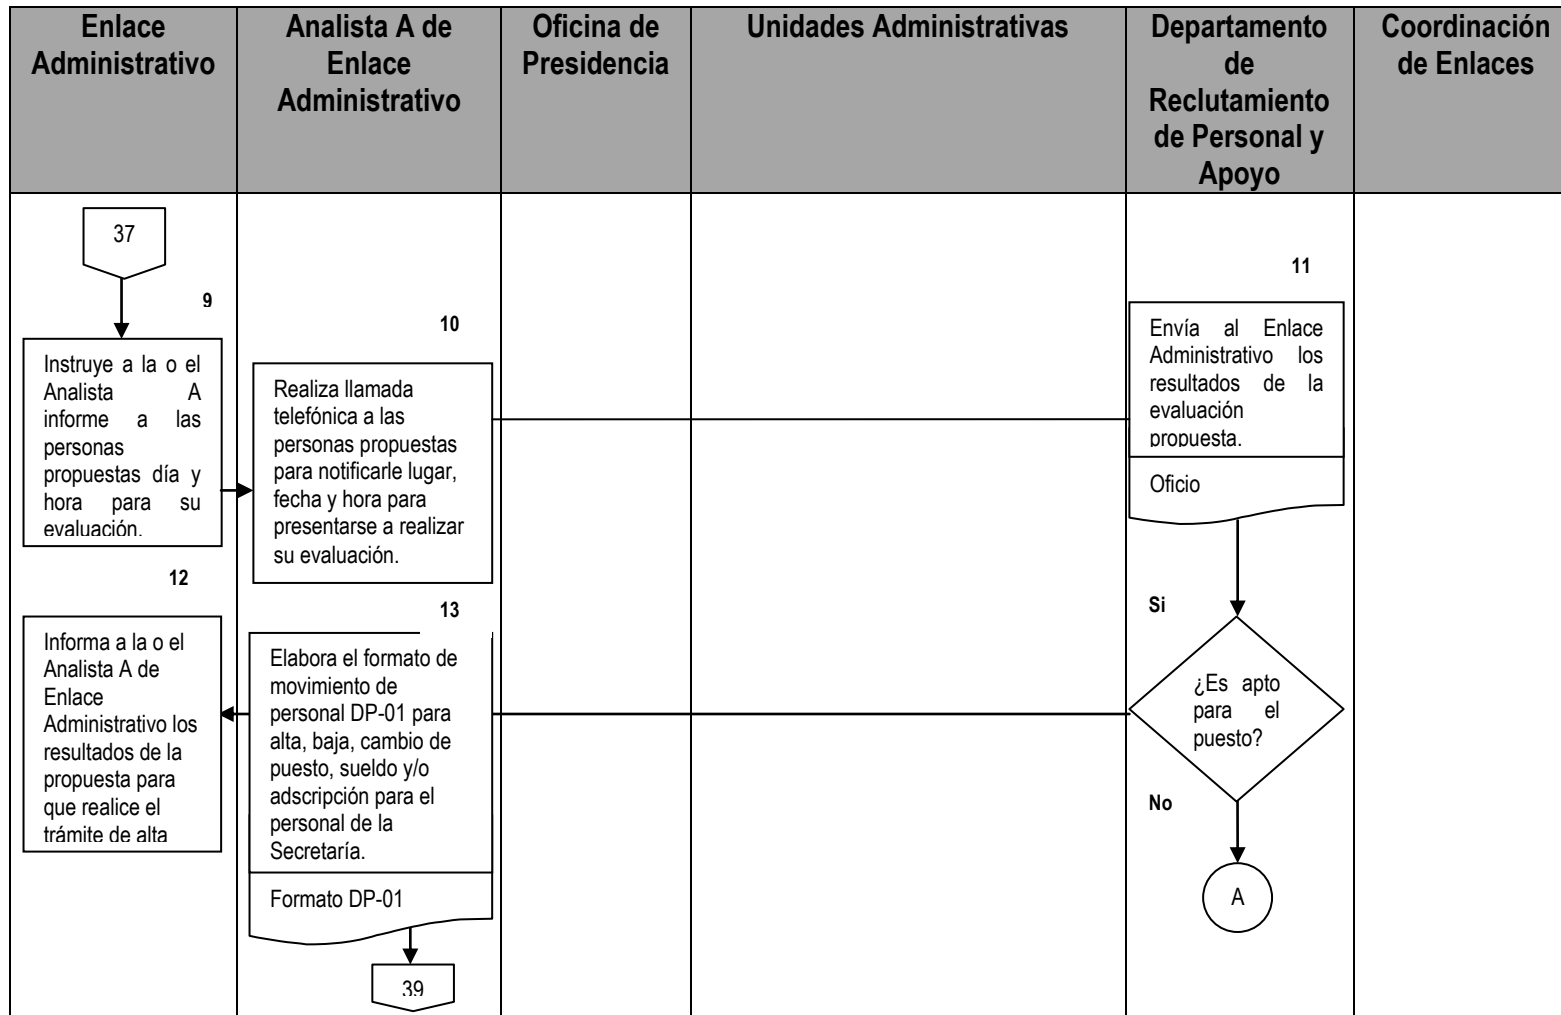 Enlace
Administrativo
Analista A de
Enlace
Administrativo
Oficina de
Presidencia
Unidades Administrativas
Departamento
de
Reclutamiento
de Personal y
Apoyo
Coordinación
de Enlaces
37
9
Instruye a la o el
Analista A
informe a las
personas
propuestas día y
hora para su
evaluación.
10
Realiza llamada
telefónica a las
personas propuestas
para notificarle lugar,
fecha y hora para
presentarse a realizar
su evaluación.
11
Envía al Enlace
Administrativo los
resultados de la
evaluación
propuesta.
Oficio
12
Informa a la o el
Analista A de
Enlace
Administrativo los
resultados de la
propuesta para
que realice el
trámite de alta
13
Elabora el formato de
movimiento de
personal DP-01 para
alta, baja, cambio de
puesto, sueldo y/o
adscripción para el
personal de la
Secretaría.
Formato DP-01
39
Si
¿Es apto
para el
puesto?
No
A